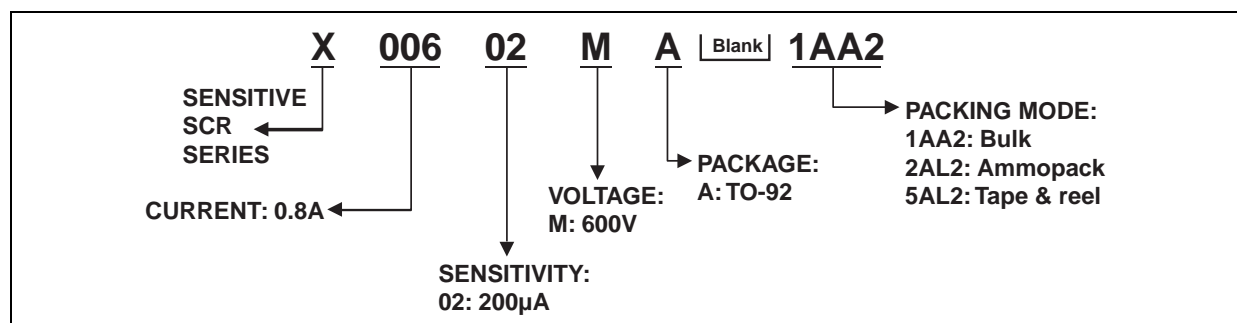 X 006 02 M A Blank 1AA2
SENSITIVE
SCR
SERIES
CURRENT: 0.8A
SENSITIVITY:
02: 200µA
VOLTAGE:
M: 600V
PACKAGE:
A: TO-92
PACKING MODE:
1AA2: Bulk
2AL2: Ammopack
5AL2: Tape & reel